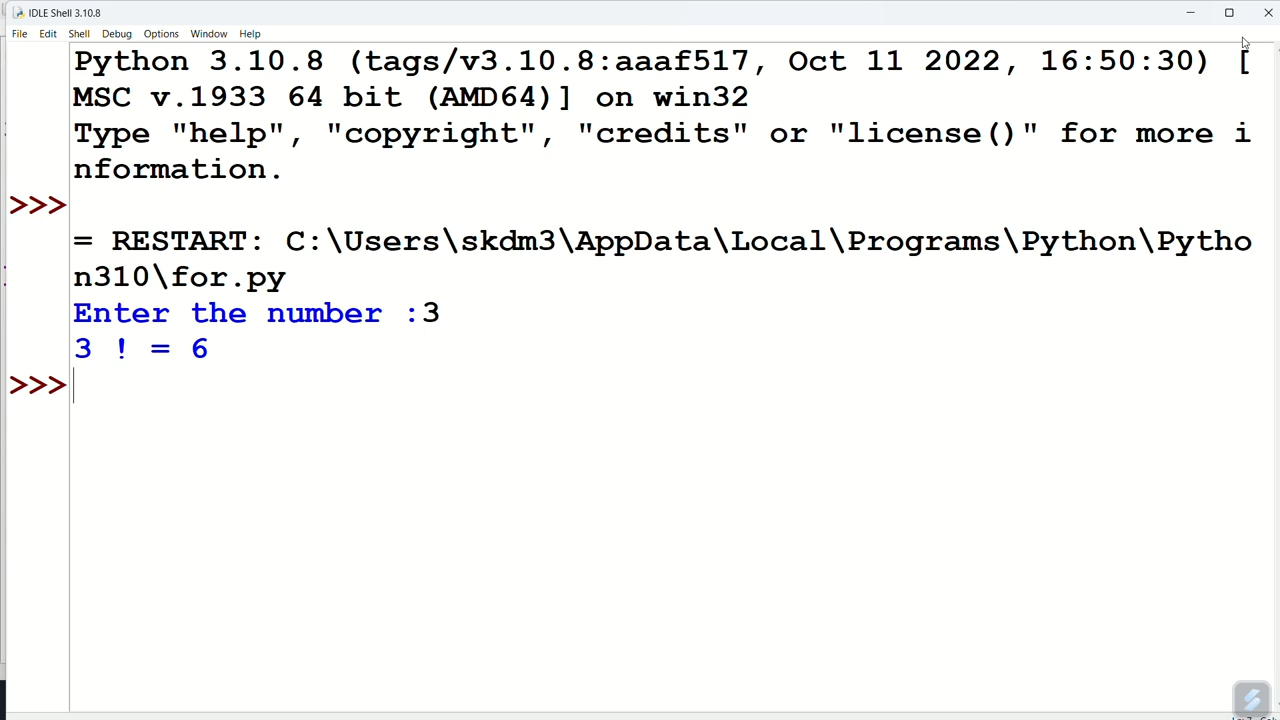 IDLE Shell 3.10.8
File Edit Shell Debug Options Window Help
Python 3.10.8 (tags/v3.10.8:aaaf517, Oct 11 2022, 16:50:30) [
MSC v.1933 64 bit (AMD64)] on win32
Type "help", "copyright", "credits" or "license()" for more i
nformation.
>>>
= RESTART: C:\Users\skdm3\AppData\Local\Programs\Python\Pytho
n310\for.py
Enter the number :3
3 ! = 6
>>>